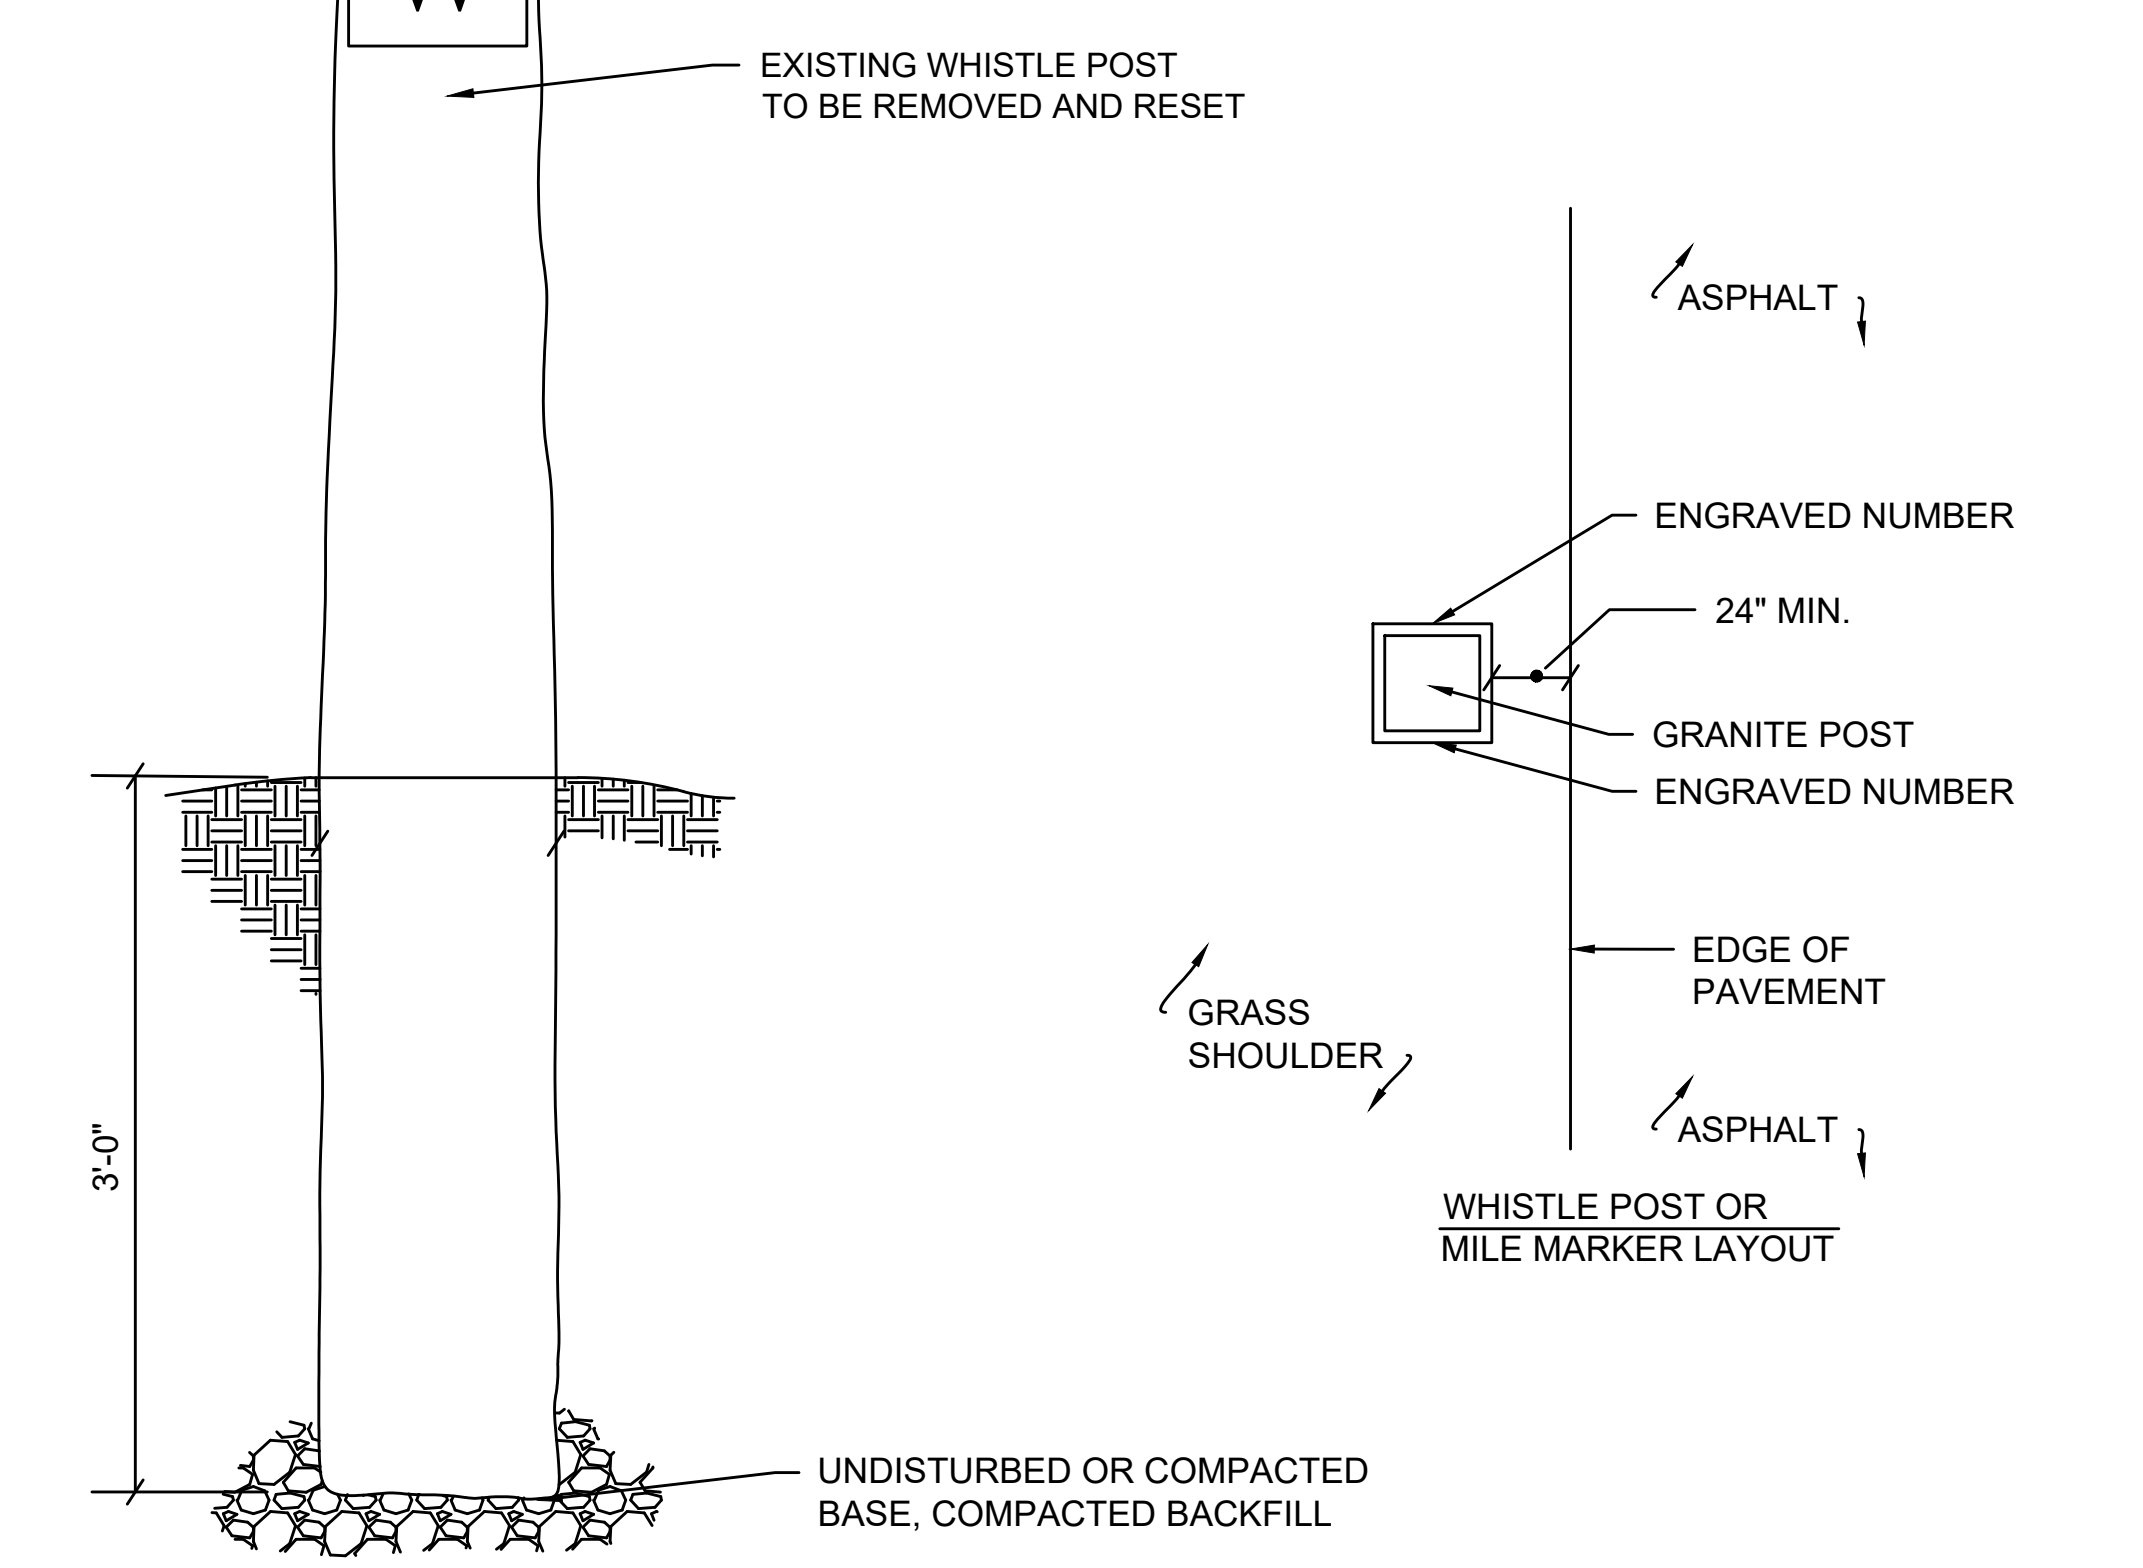 EXISTING WHISTLE POST
TO BE REMOVED AND RESET
ASPHALT
ENGRAVED NUMBER
24" MIN.
GRANITE POST
ENGRAVED NUMBER
EDGE OF
PAVEMENT
GRASS
SHOULDER
ASPHALT
3'-0"
WHISTLE POST OR
MILE MARKER LAYOUT
UNDISTURBED OR COMPACTED
BASE, COMPACTED BACKFILL